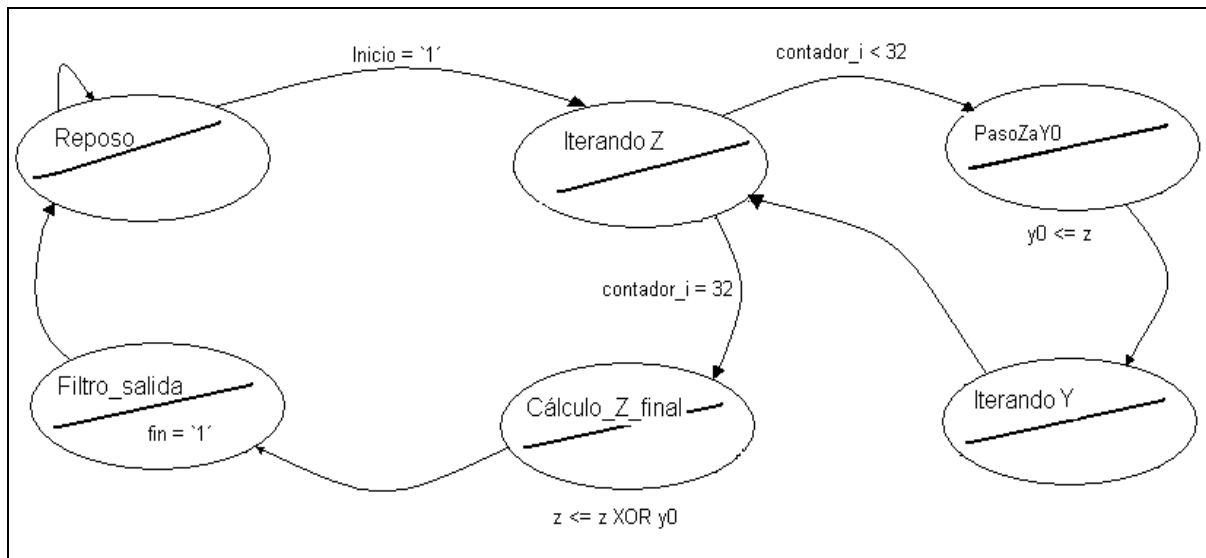 Inicio = `1´
contador_i < 32
Reposo
Iterando Z
PasoZaY0
y0 <= z
contador_i = 32
Filtro_salida
fin = `1´
Cálculo_Z_final
Iterando Y
z <= z XOR y0